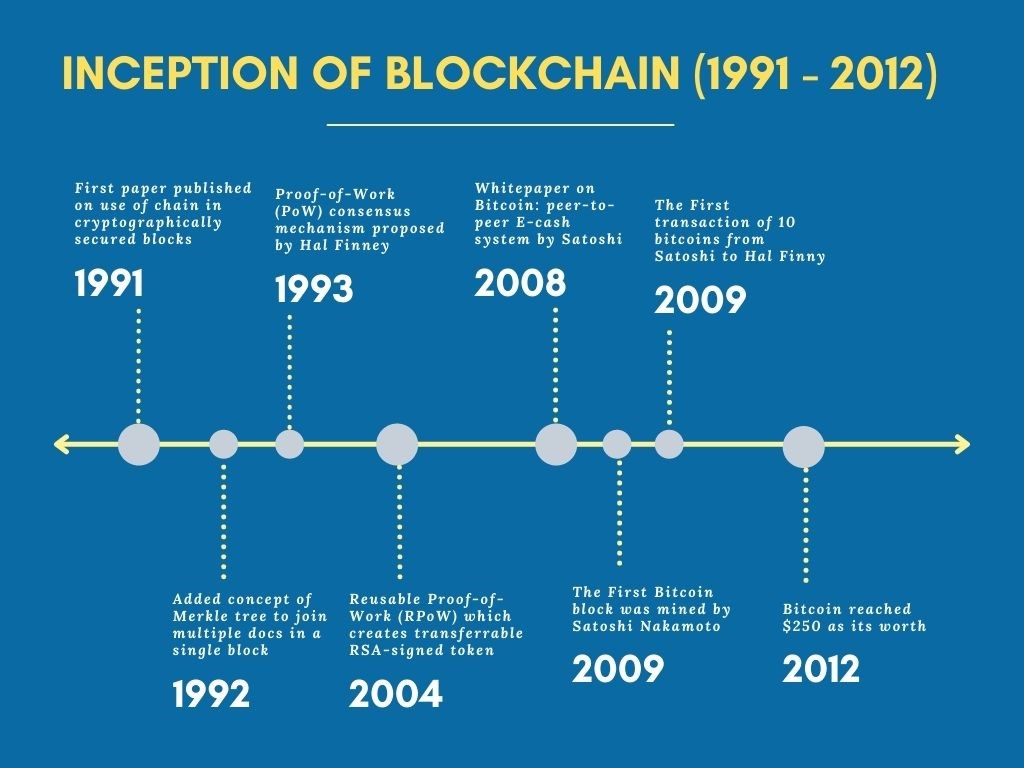 INCEPTION OF BLOCKCHAIN (1991 - 2012)
First paper published
on use of chain in
cryptographically
secured blocks
1991
Proof-of-Work
(PoW) consensus
mechanism proposed
by Hal Finney
1993
Whitepaper on
Bitcoin: peer-to-
peer E-cash
system by Satoshi
2008
The First
transaction of 10
bitcoins from
Satoshi to Hal Finny
2009
Added concept of
Merkle tree to join
multiple docs in a
single block
1992
Reusable Proof-of-
Work (RPoW) which
creates transferrable
RSA-signed token
2004
The First Bitcoin
block was mined by
Satoshi Nakamoto
2009
Bitcoin reached
$250 as its worth
2012